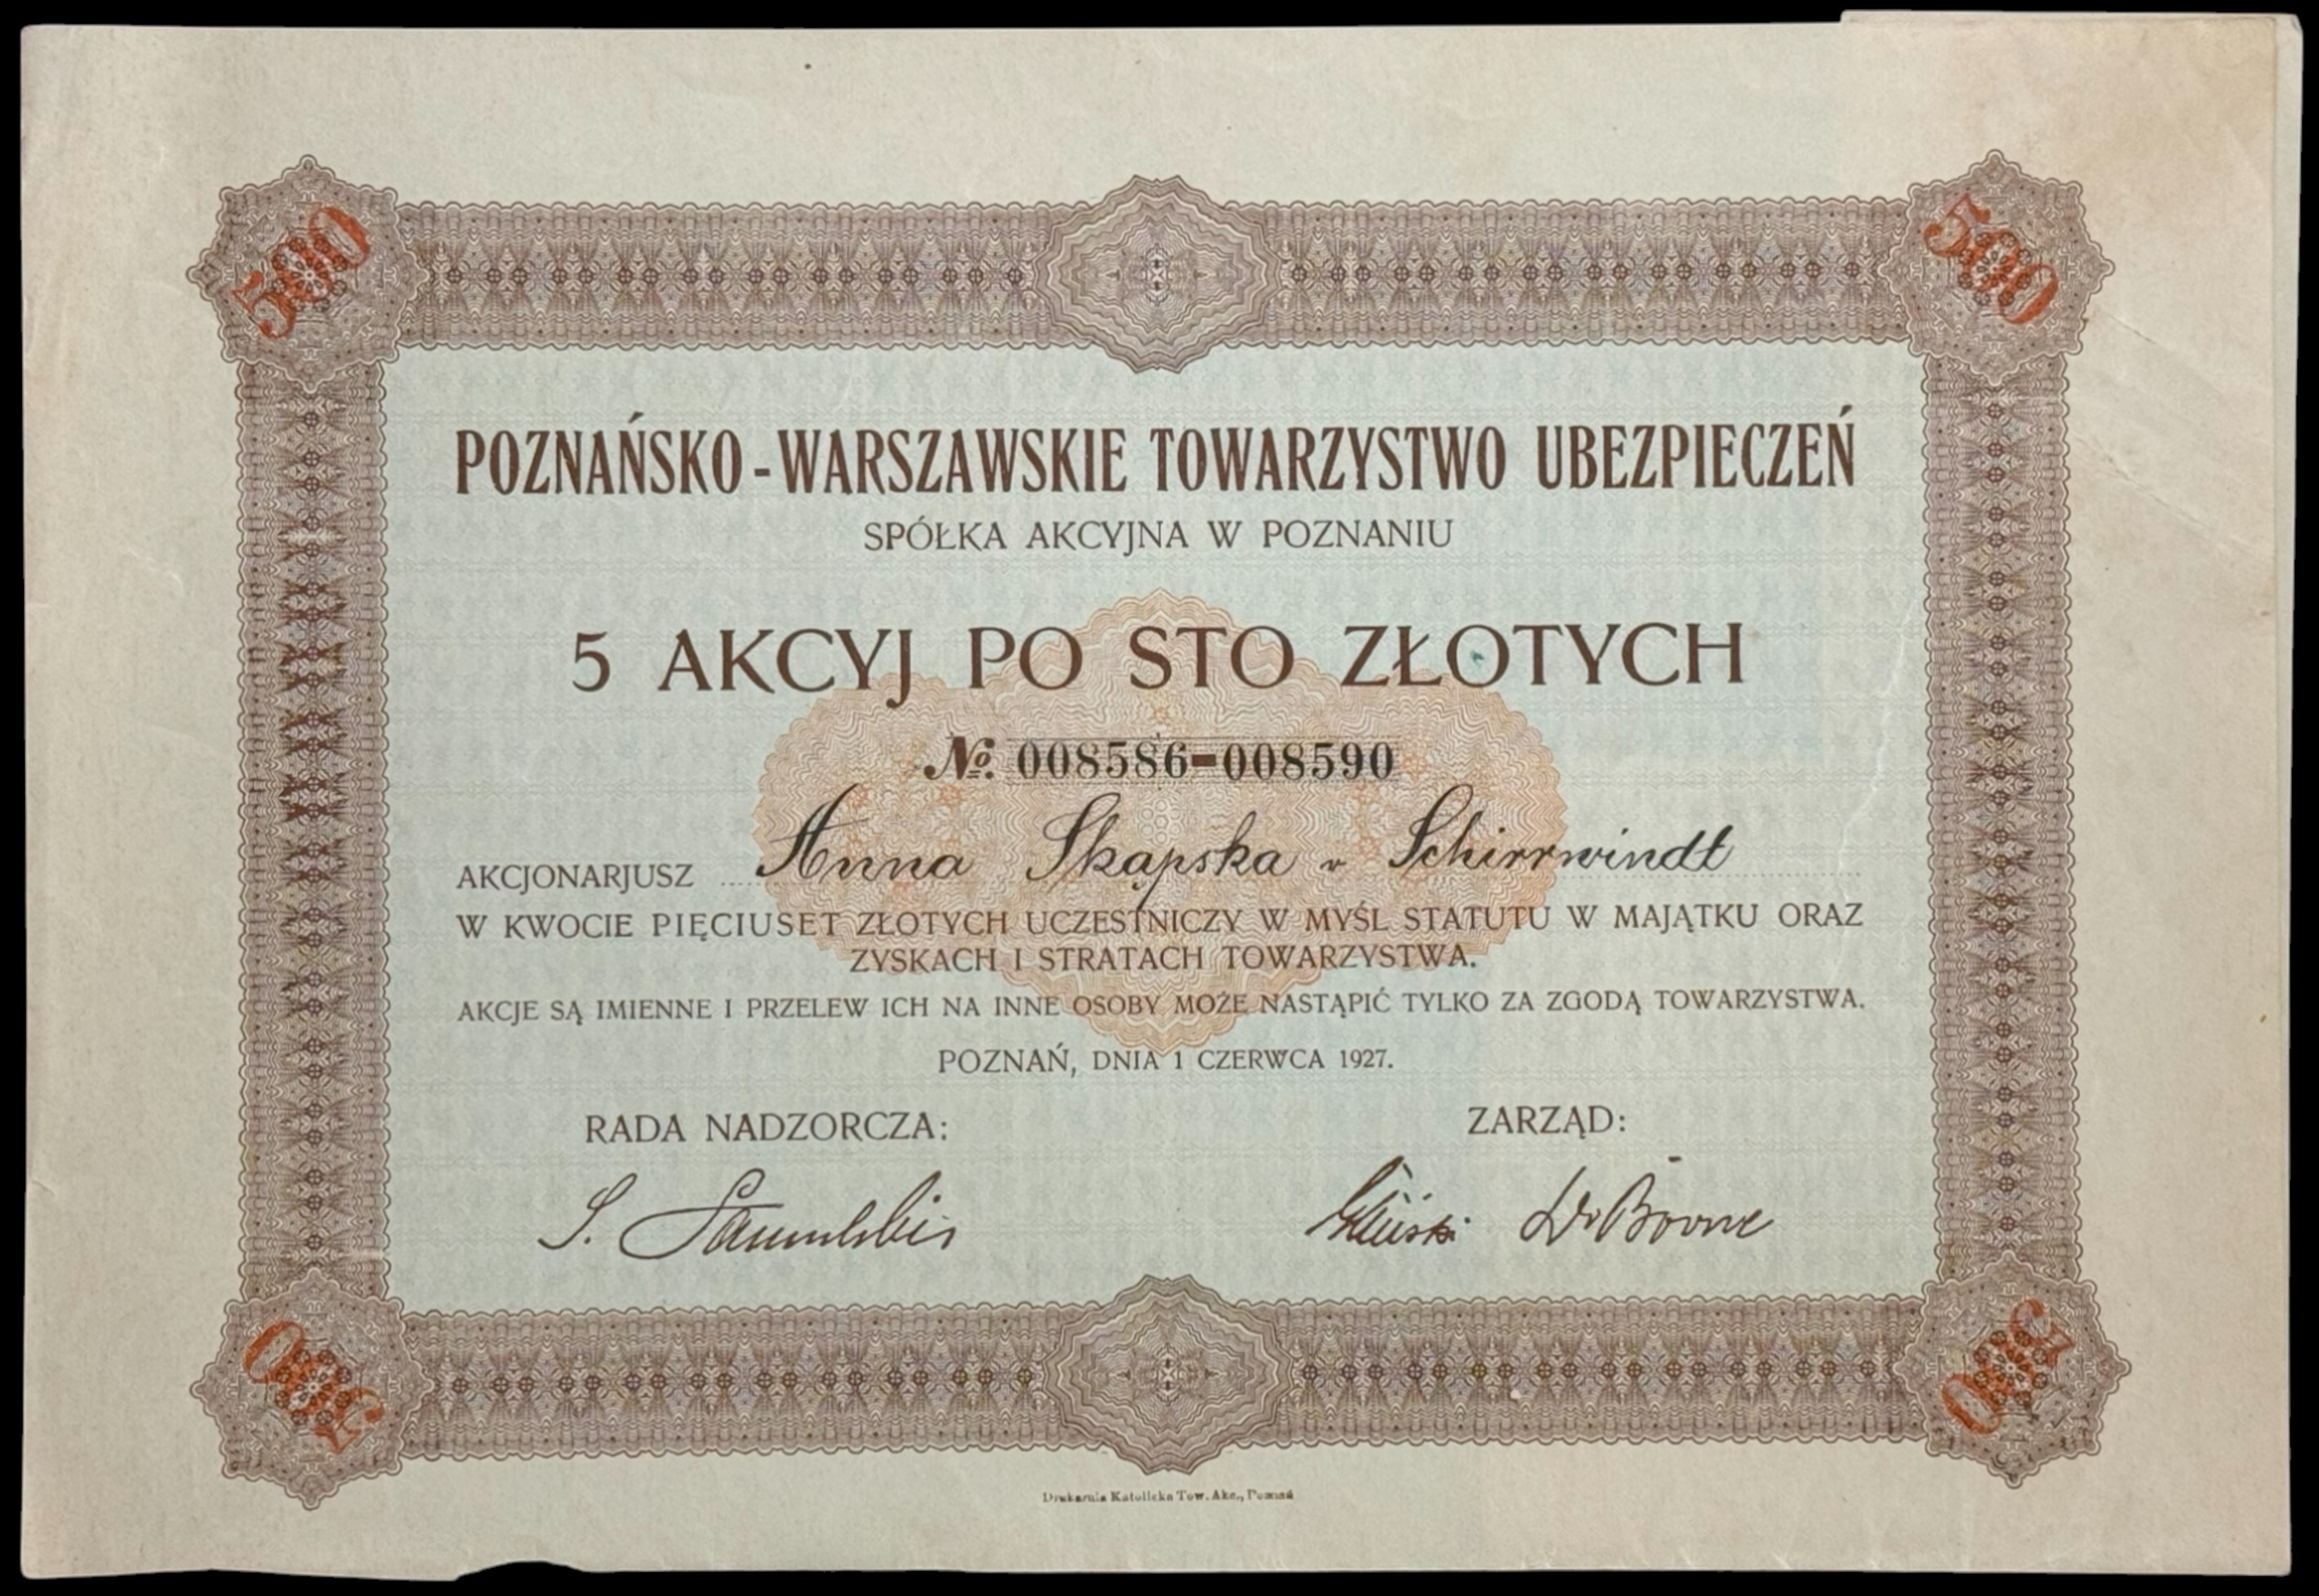 500 500
POZNAŃSKO-WARSZAWSKIE TOWARZYSTWO UBEZPIECZEŃ
SPÓŁKA AKCYJNA W POZNANIU
5 AKCYJ PO STO ZŁOTYCH
No. 008586-008590
AKCJONARJUSZ Anna Skąpska v Schirrwindt
W KWOCIE PIĘCIUSET ZŁOTYCH UCZESTNICZY W MYŚL STATUTU W MAJĄTKU ORAZ
ZYSKACH I STRATACH TOWARZYSTWA.
AKCJE SĄ IMIENNE I PRZELEW ICH NA INNE OSOBY MOŻE NASTĄPIĆ TYLKO ZA ZGODĄ TOWARZYSTWA.
POZNAŃ, DNIA 1 CZERWCA 1927.
RADA NADZORCZA: ZARZĄD:
S.
500 500
Drukarnia Katolicka Tow. Akc., Poznań